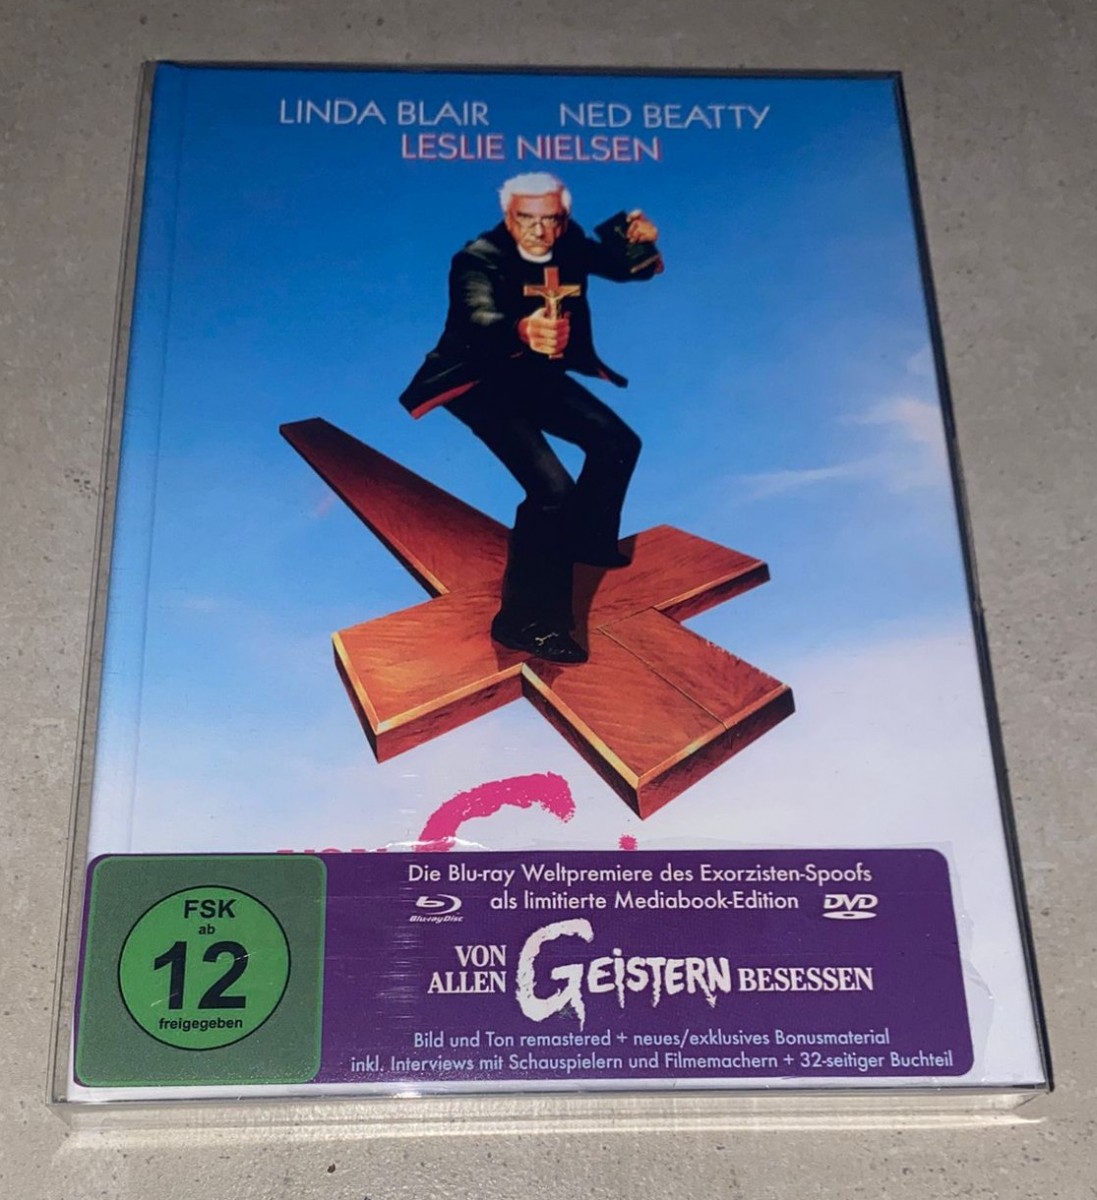 LINDA BLAIR NED BEATTY
LESLIE NIELSEN
Die Blu-ray Weltpremiere des Exorzisten-Spoofs
als limitierte Mediabook-Edition
Blu-ray Disc
DVD
VON ALLEN GEISTERN BESESSEN
Bild und Ton remastered + neues/exklusives Bonusmaterial
inkl. Interviews mit Schauspielern und Filmemachern + 32-seitiger Buchteil
FSK
ab
12
freigegeben